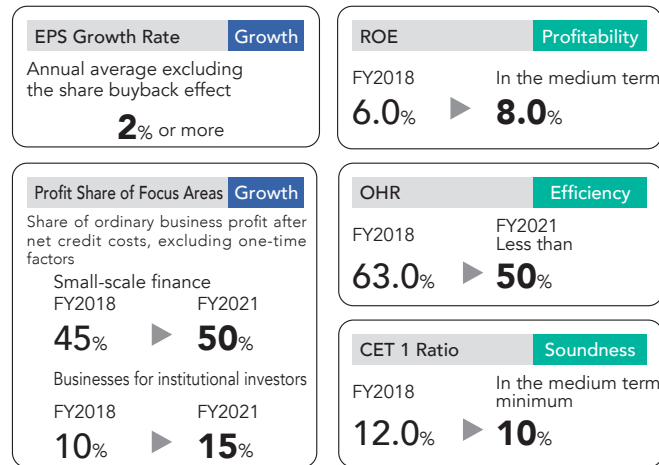 EPS Growth Rate Growth
Annual average excluding
the share buyback effect
2% or more
Profit Share of Focus Areas Growth
Share of ordinary business profit after
net credit costs, excluding one-time
factors
Small-scale finance
FY2018 FY2021
45% 50%
Businesses for institutional investors
FY2018 FY2021
10% 15%
ROE Profitability
FY2018 In the medium term
6.0% 8.0%
OHR Efficiency
FY2018 FY2021
Less than
63.0% 50%
CET 1 Ratio Soundness
FY2018 In the medium term
minimum
12.0% 10%